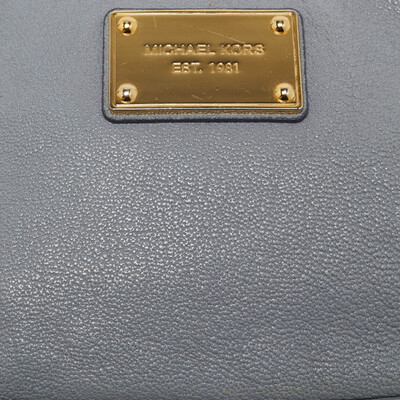 MICHAEL KORS
EST. 1981